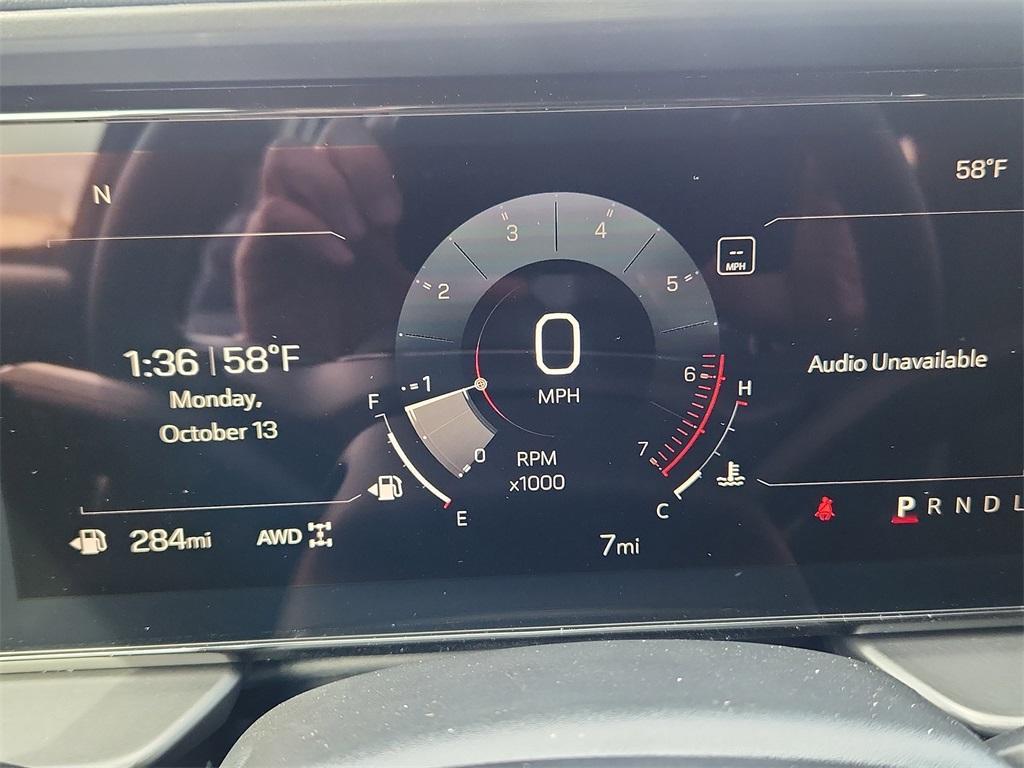 N
58°F
3
4
2
5
-- MPH
0
MPH
1:36 | 58°F
Monday,
October 13
Audio Unavailable
1
6
F
H
7
0
RPM
x1000
E
C
P R N D L
284mi
AWD
7mi